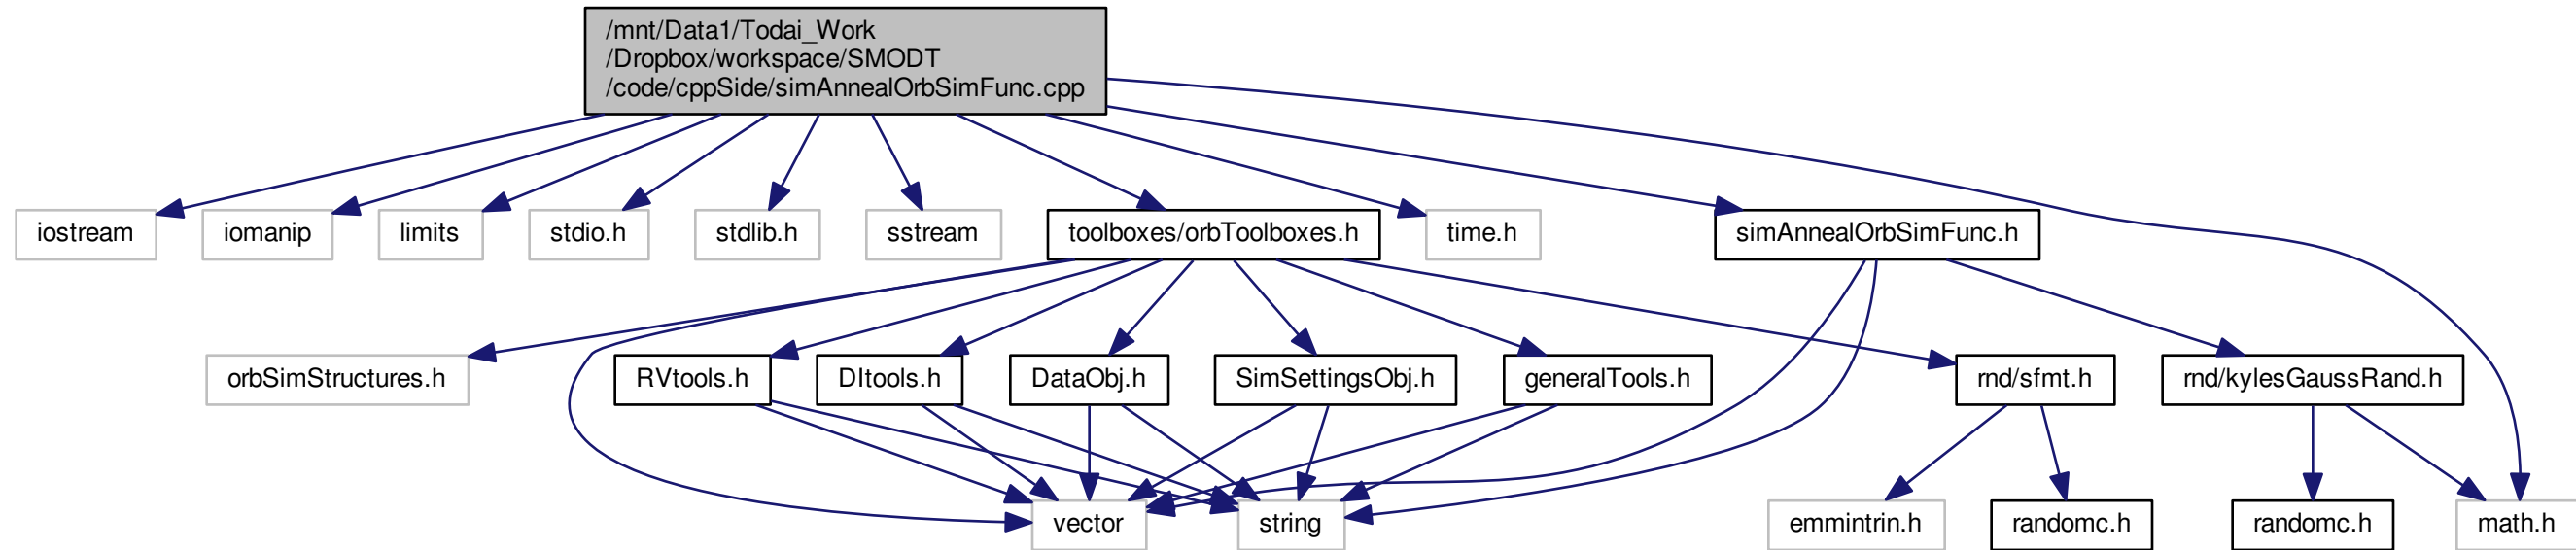 /mnt/Data1/Todai_Work
/Dropbox/workspace/SMODT
/code/cppSide/simAnnealOrbSimFunc.cpp
iostream
iomanip
limits
stdio.h
stdlib.h
sstream
toolboxes/orbToolboxes.h
time.h
simAnnealOrbSimFunc.h
orbSimStructures.h
RVtools.h
DItools.h
DataObj.h
SimSettingsObj.h
generalTools.h
rnd/sfmt.h
rnd/kylesGaussRand.h
vector
string
emmintrin.h
randomc.h
randomc.h
math.h